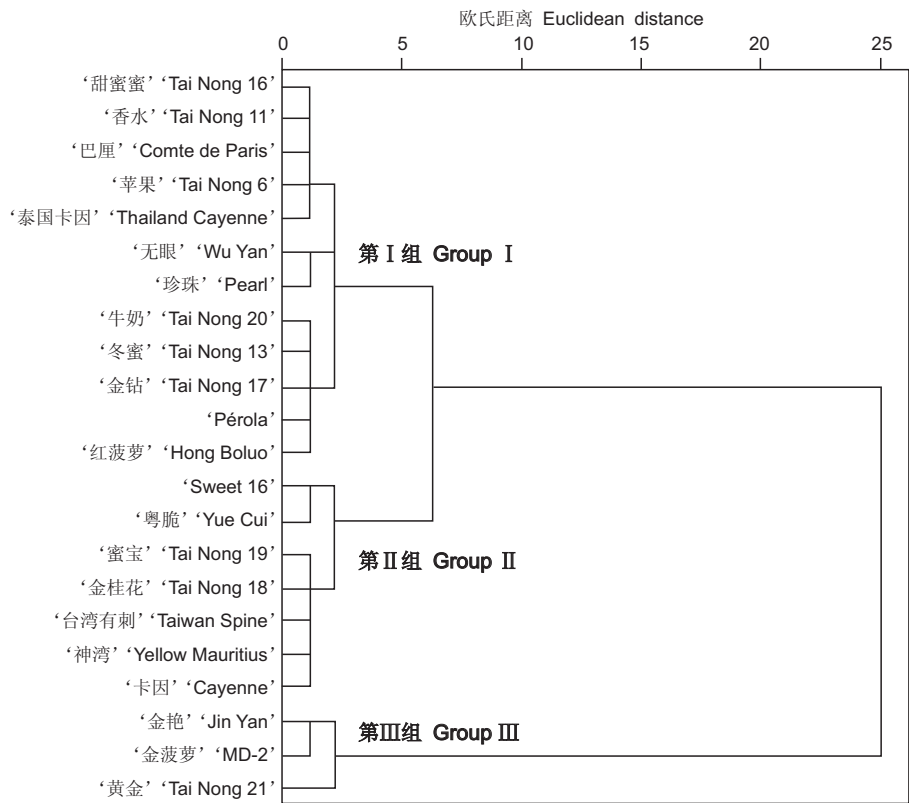 欧氏距离 Euclidean distance
0 5 10 15 20 25
‘甜蜜蜜’ ‘Tai Nong 16’
‘香水’ ‘Tai Nong 11’
‘巴厘’ ‘Comte de Paris’
‘苹果’ ‘Tai Nong 6’
‘泰国卡因’ ‘Thailand Cayenne’
‘无眼’ ‘Wu Yan’
第Ⅰ组 Group Ⅰ
‘珍珠’ ‘Pearl’
‘牛奶’ ‘Tai Nong 20’
‘冬蜜’ ‘Tai Nong 13’
‘金钻’ ‘Tai Nong 17’
‘Pérola’
‘红菠萝’ ‘Hong Boluo’
‘Sweet 16’
‘粤脆’ ‘Yue Cui’
‘蜜宝’ ‘Tai Nong 19’
第Ⅱ组 Group Ⅱ
‘金桂花’ ‘Tai Nong 18’
‘台湾有刺’ ‘Taiwan Spine’
‘神湾’ ‘Yellow Mauritius’
‘卡因’ ‘Cayenne’
‘金艳’ ‘Jin Yan’
第Ⅲ组 Group Ⅲ
‘金菠萝’ ‘MD-2’
‘黄金’ ‘Tai Nong 21’